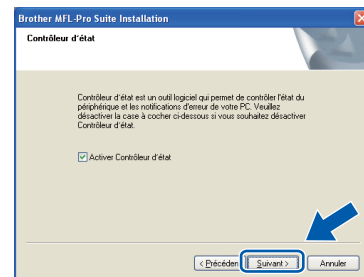 Brother MFL-Pro Suite Installation
Contrôleur d'état
Contrôleur d'état est un outil logiciel qui permet de contrôler l'état du
périphérique et les notifications d'erreur de votre PC. Veuillez
désactiver la case à cocher ci-dessous si vous souhaitez désactiver
Contrôleur d'état.
Activer Contrôleur d'état
< Précéden Suivant > Annuler